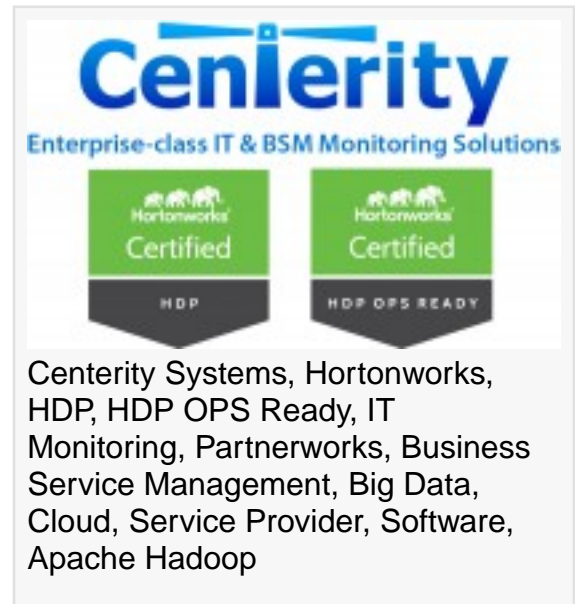 Centerity
Enterprise-class IT & BSM Monitoring Solutions
Hortonworks
Certified
HDP
Hortonworks
Certified
HDP OPS READY
Centerity Systems, Hortonworks,
HDP, HDP OPS Ready, IT
Monitoring, Partnerworks, Business
Service Management, Big Data,
Cloud, Service Provider, Software,
Apache Hadoop